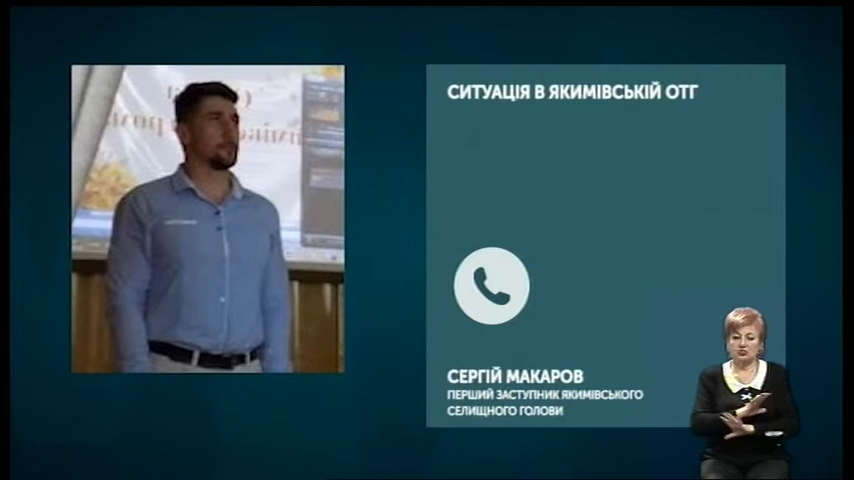 СИТУАЦІЯ В ЯКИМІВСЬКІЙ ОТГ
СЕРГІЙ МАКАРОВ
ПЕРШИЙ ЗАСТУПНИК ЯКИМІВСЬКОГО
СЕЛИЩНОГО ГОЛОВИ